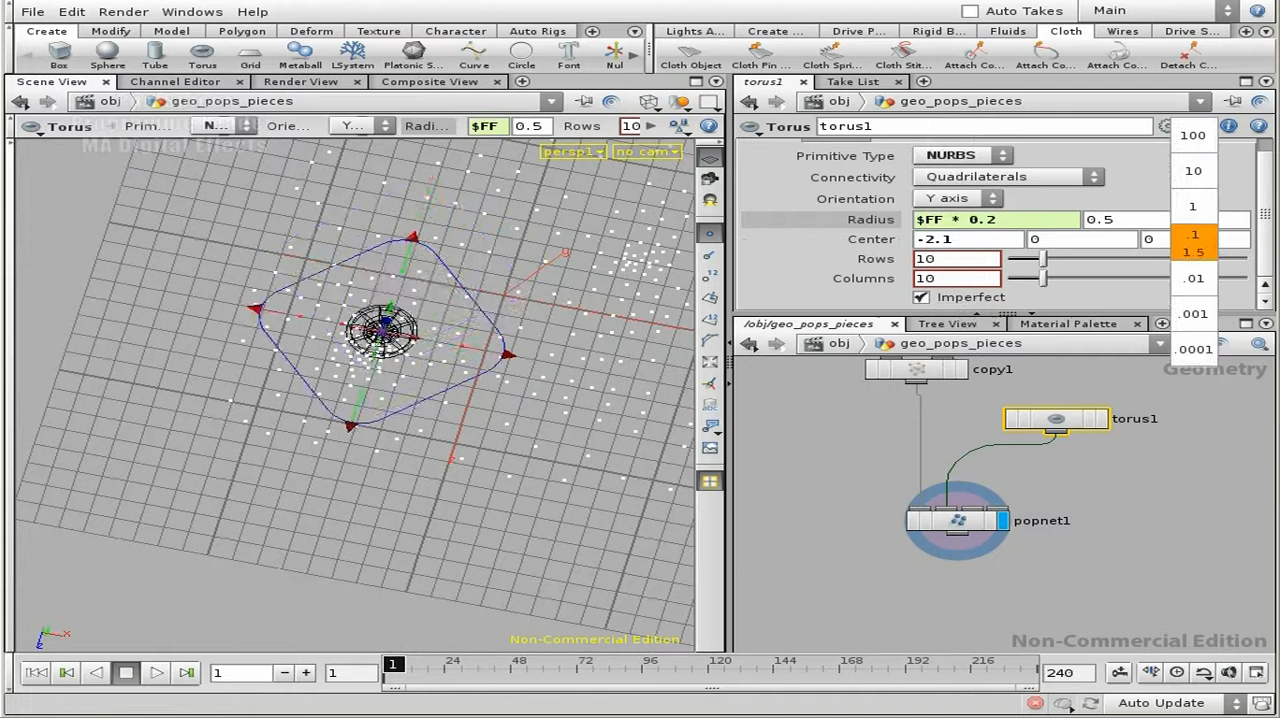 File Edit Render Windows Help Auto Takes Main
Create Modify Model Polygon Deform Texture Character Auto Rigs Lights A... Create ... Drive P... Rigid B... Fluids Cloth Wires Drive S...
Box Sphere Tube Torus Grid Metaball LSystem Platonic S... Curve Circle Font Nul Cloth Object Cloth Pin ... Cloth Spri... Cloth Stit... Attach Co... Attach Co... Attach Co... Detach C...
Scene View Channel Editor Render View Composite View torus1 Take List
obj geo_pops_pieces obj geo_pops_pieces
Torus Prim... N... Orie... Y... Radi... $FF 0.5 Rows 10 Torus torus1
MA Digital Effects
persp1 no cam
Primitive Type NURBS
Connectivity Quadrilaterals
Orientation Y axis
Radius $FF * 0.2 0.5
Center -2.1 0 0
Rows 10
Columns 10
Imperfect
100
10
1
.1
1 5
.01
.001
.0001
/obj/geo_pops_pieces Tree View Material Palette
obj geo_pops_pieces
Geometry
copy1
torus1
popnet1
Non-Commercial Edition Non-Commercial Edition
1 1 1 24 48 72 96 120 144 168 192 216 240
Auto Update